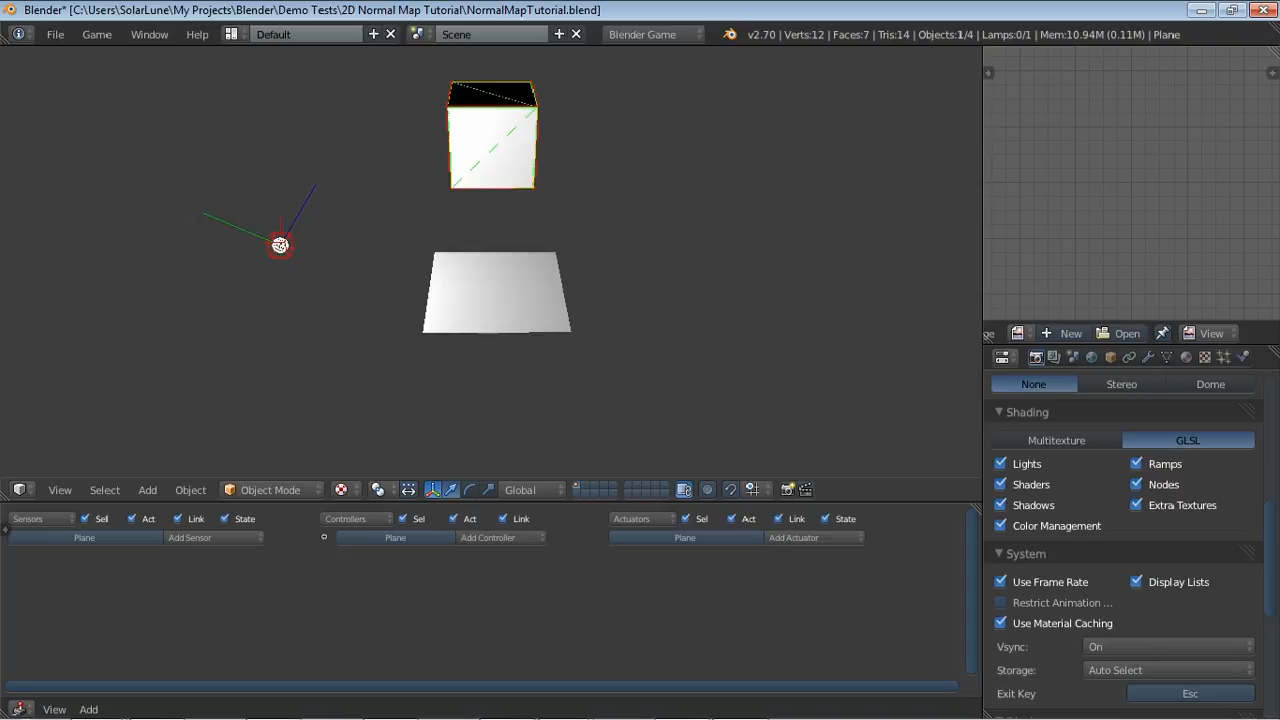 Blender* [C:\Users\SolarLune\My Projects\Blender\Demo Tests\2D Normal Map Tutorial\NormalMapTutorial.blend]
File Game Window Help Default Scene Blender Game v2.70 | Verts:12 | Faces:7 | Tris:14 | Objects:1/4 | Lamps:0/1 | Mem:10.94M (0.11M) | Plane
ge New Open View
None Stereo Dome
Shading
Multitexture GLSL
Lights Ramps
Shaders Nodes
Shadows Extra Textures
Color Management
System
Use Frame Rate Display Lists
Restrict Animation ...
Use Material Caching
Vsync: On
Storage: Auto Select
Exit Key Esc
View Select Add Object Object Mode Global
Sensors Sel Act Link State Controllers Sel Act Link Actuators Sel Act Link State
Plane Add Sensor Plane Add Controller Plane Add Actuator
View Add